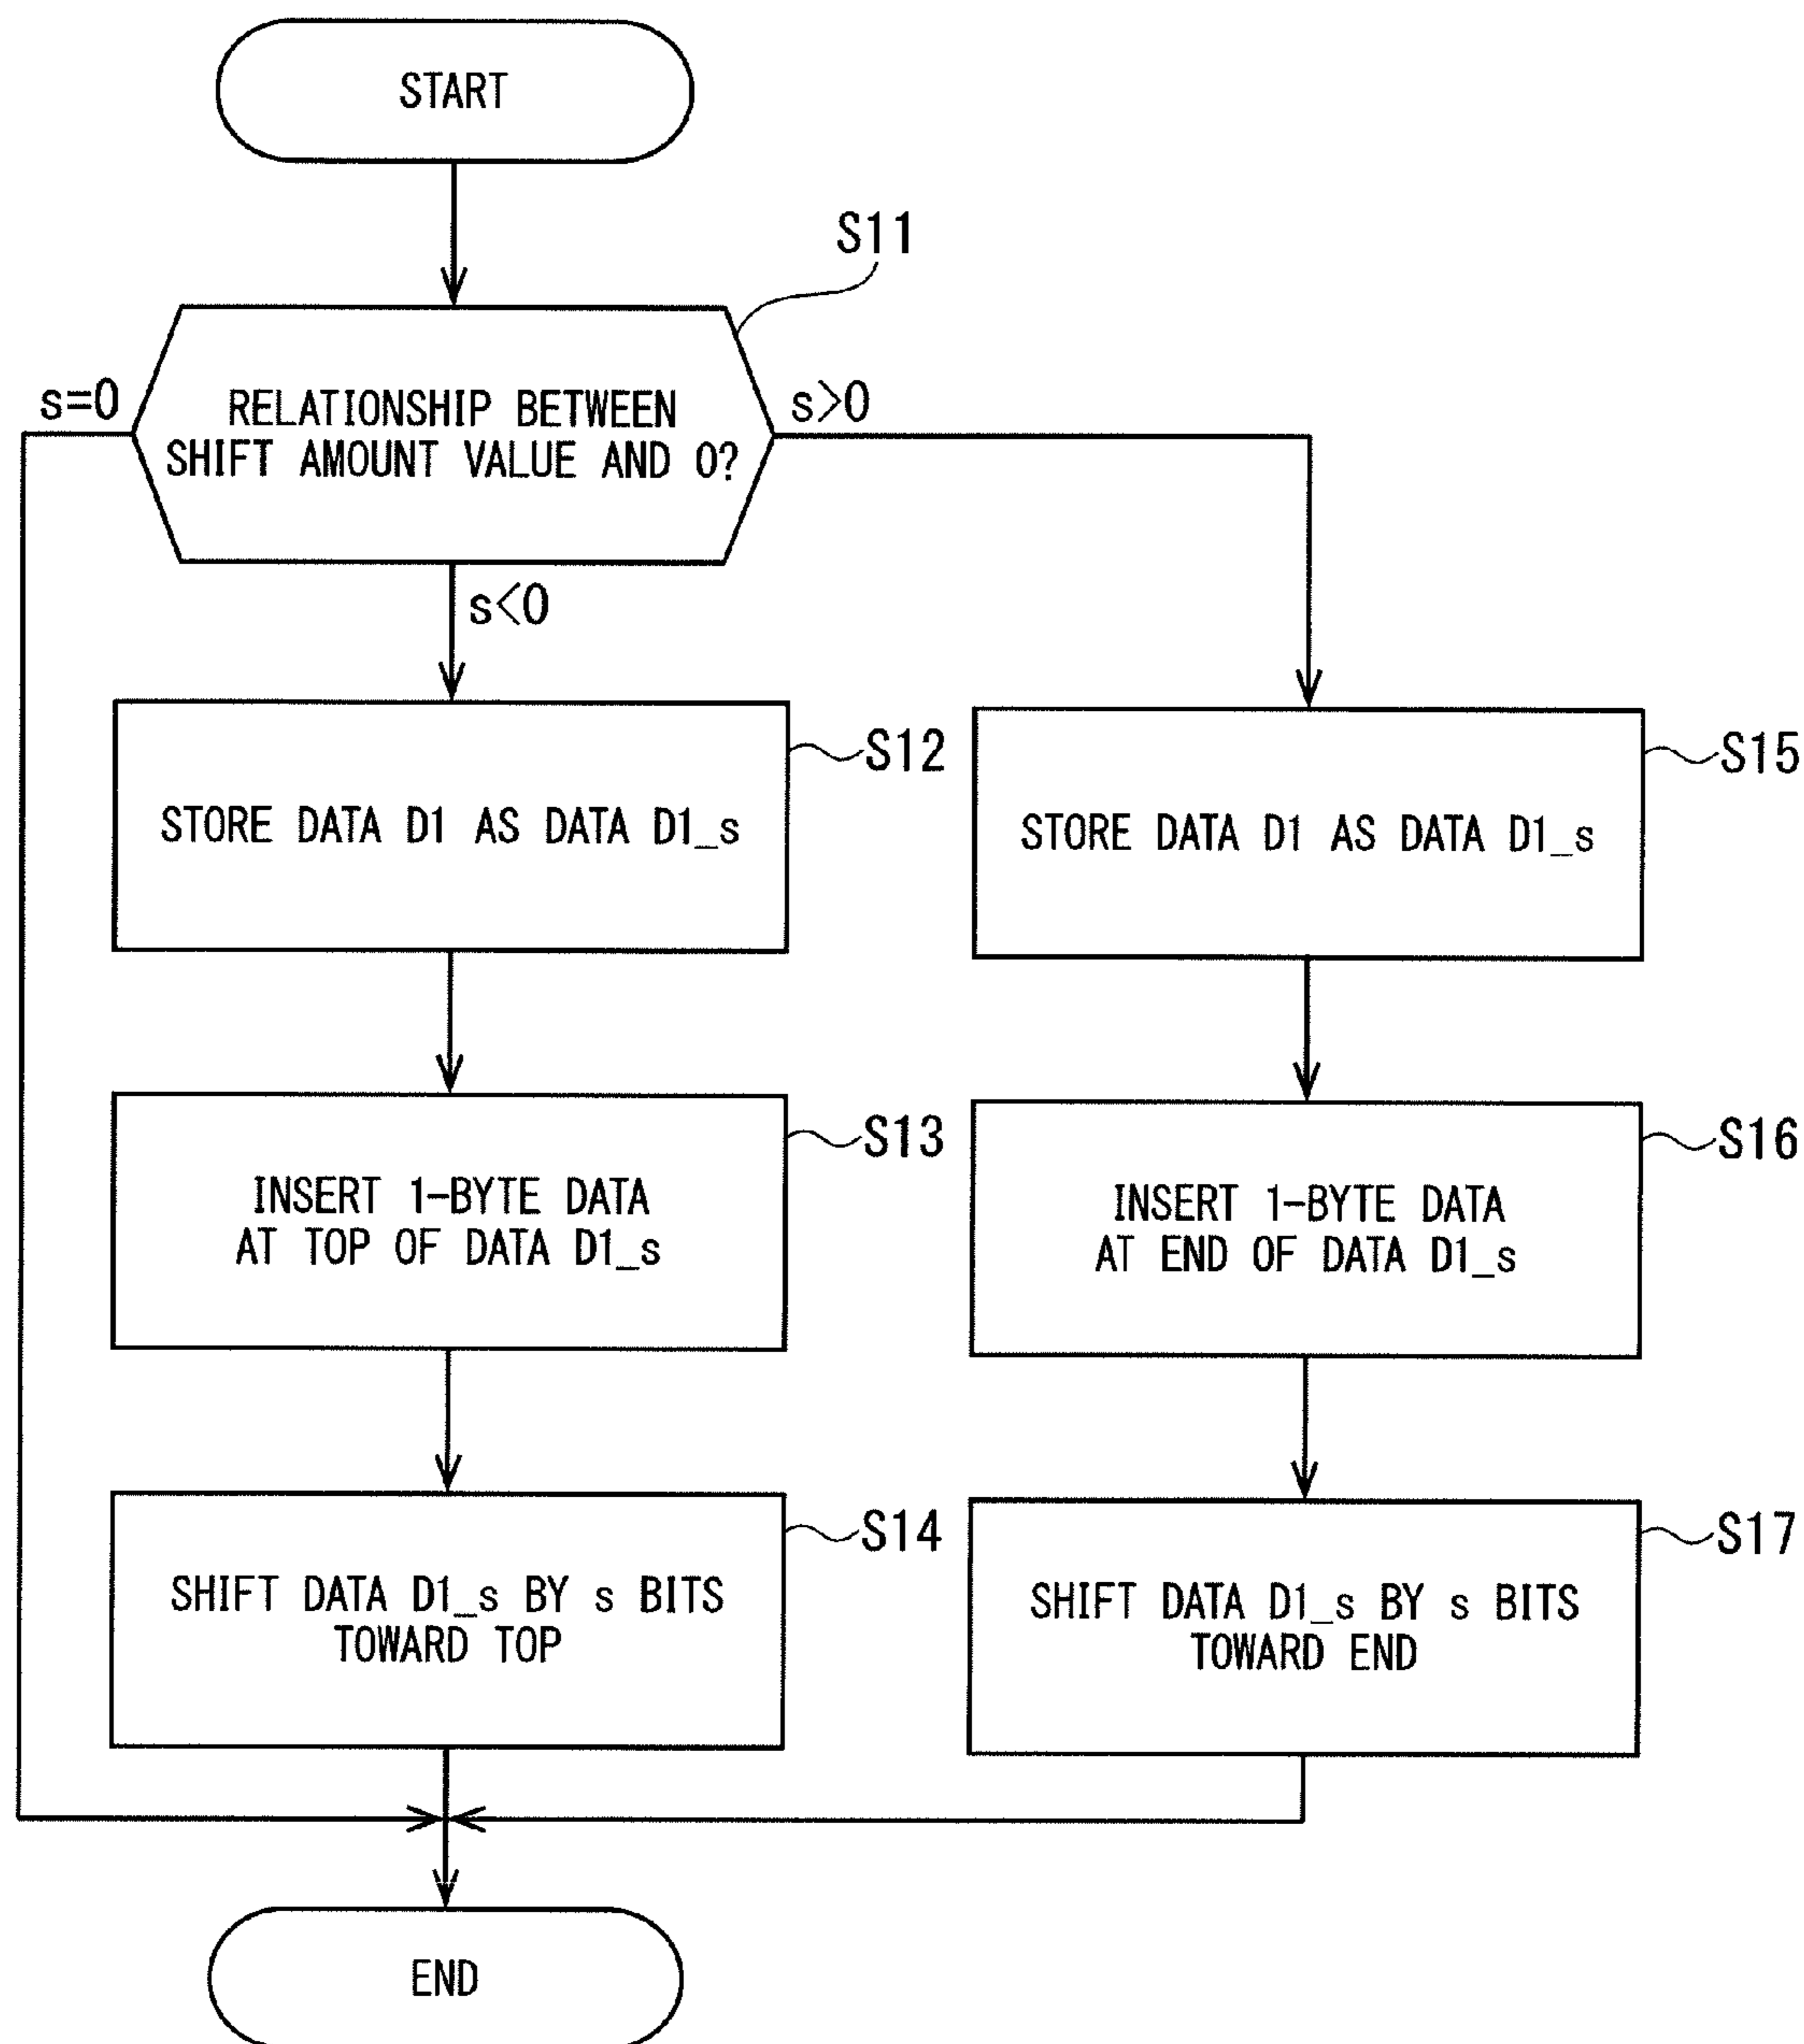 START
S11
s=0
RELATIONSHIP BETWEEN
SHIFT AMOUNT VALUE AND 0?
s>0
s<0
S12
STORE DATA D1 AS DATA D1_s
S15
STORE DATA D1 AS DATA D1_s
S13
INSERT 1-BYTE DATA
AT TOP OF DATA D1_s
S16
INSERT 1-BYTE DATA
AT END OF DATA D1_s
S14
SHIFT DATA D1_s BY s BITS
TOWARD TOP
S17
SHIFT DATA D1_s BY s BITS
TOWARD END
END